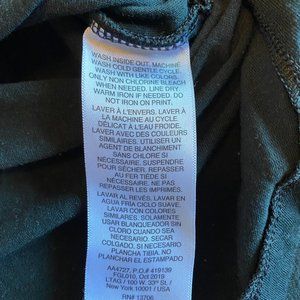 WASH INSIDE OUT. MACHINE
WASH COLD GENTLE CYCLE.
WASH WITH LIKE COLORS.
ONLY NON CHLORINE BLEACH
WHEN NEEDED. LINE DRY.
WARM IRON IF NEEDED. DO
NOT IRON ON PRINT.
LAVER À L'ENVERS. LAVER À
LA MACHINE AU CYCLE
DÉLICAT À L'EAU FROIDE.
LAVER AVEC DES COULEURS
SIMILAIRES. UTILISER UN
AGENT DE BLANCHIMENT
SANS CHLORE SI
NÉCESSAIRE. SUSPENDRE
POUR SÉCHER. REPASSAGE
AU FER TIÈDE SI
NÉCESSAIRE. NE PAS
REPASSER LES IMPRIMÉS.
LAVAR AL REVÉS. LAVAR EN
AGUA FRIA CICLO SUAVE.
LAVAR CON COLORES
SIMILARES. SOLAMENTE
USAR BLANQUEADOR SIN
CLORO CUANDO SEA
NECESARIO. SECAR
COLGADO. SI NECESARIO
PLANCHA TIBIA. NO
PLANCHAR EL ESTAMPADO
AA4727, P.O.# 419139
FGL010, Oct 2019
LTAG / 100 W. 33rd St. /
New York 10001 / USA
RN# 13706